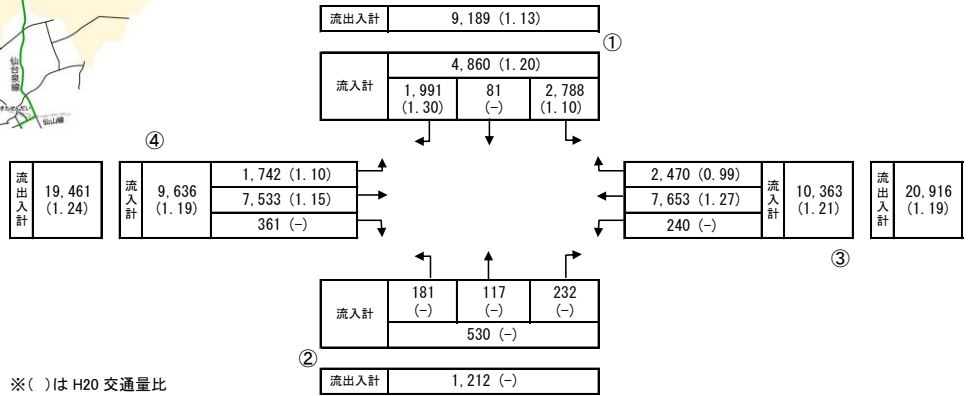 流出入計 9,189 (1.13)
①
流入計 4,860 (1.20)
1,991 (1.30) 81 (-) 2,788 (1.10)
仙山線
④
流出入計 19,461 (1.24)
流入計 9,636 (1.19)
1,742 (1.10)
7,533 (1.15)
361 (-)
2,470 (0.99)
7,653 (1.27)
240 (-)
流入計 10,363 (1.21)
流出入計 20,916 (1.19)
③
流入計
181 (-) 117 (-) 232 (-)
530 (-)
②
流出入計 1,212 (-)
※( )は H20 交通量比